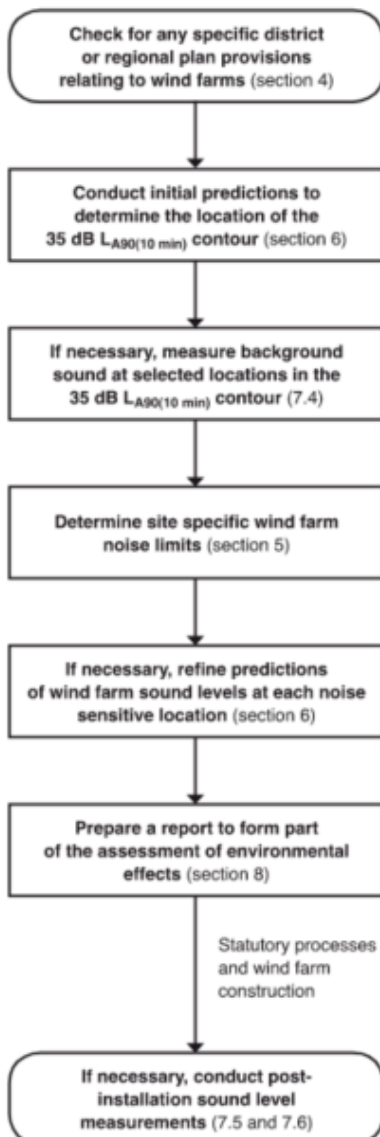 Check for any specific district
or regional plan provisions
relating to wind farms (section 4)
Conduct initial predictions to
determine the location of the
35 dB LA90(10 min) contour (section 6)
If necessary, measure background
sound at selected locations in the
35 dB LA90(10 min) contour (7.4)
Determine site specific wind farm
noise limits (section 5)
If necessary, refine predictions
of wind farm sound levels at each noise
sensitive location (section 6)
Prepare a report to form part
of the assessment of environmental
effects (section 8)
Statutory processes
and wind farm
construction
If necessary, conduct post-
installation sound level
measurements (7.5 and 7.6)